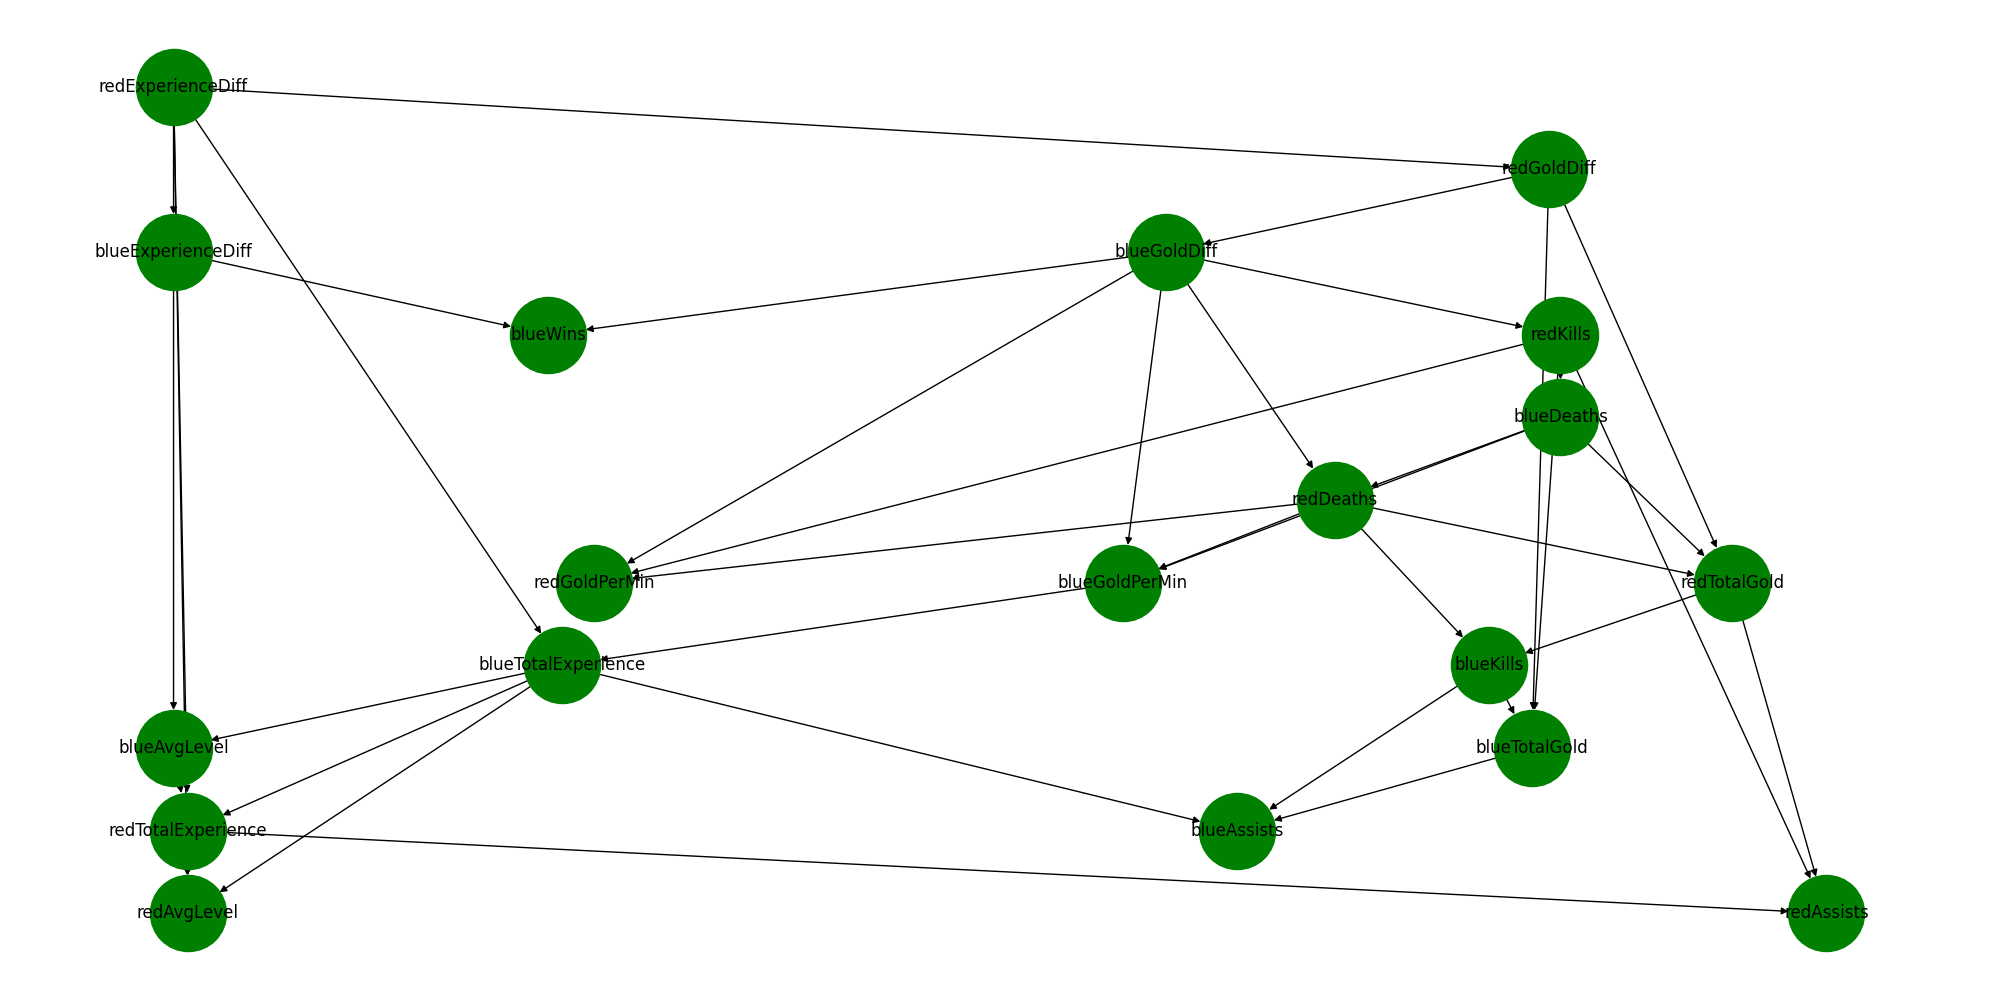 redExperienceDiff
redGoldDiff
blueExperienceDiff
blueGoldDiff
blueWins
redKills
blueDeaths
redDeaths
redGoldPerMin
blueGoldPerMin
redTotalGold
blueTotalExperience
blueKills
blueAvgLevel
blueTotalGold
redTotalExperience
blueAssists
redAvgLevel
redAssists